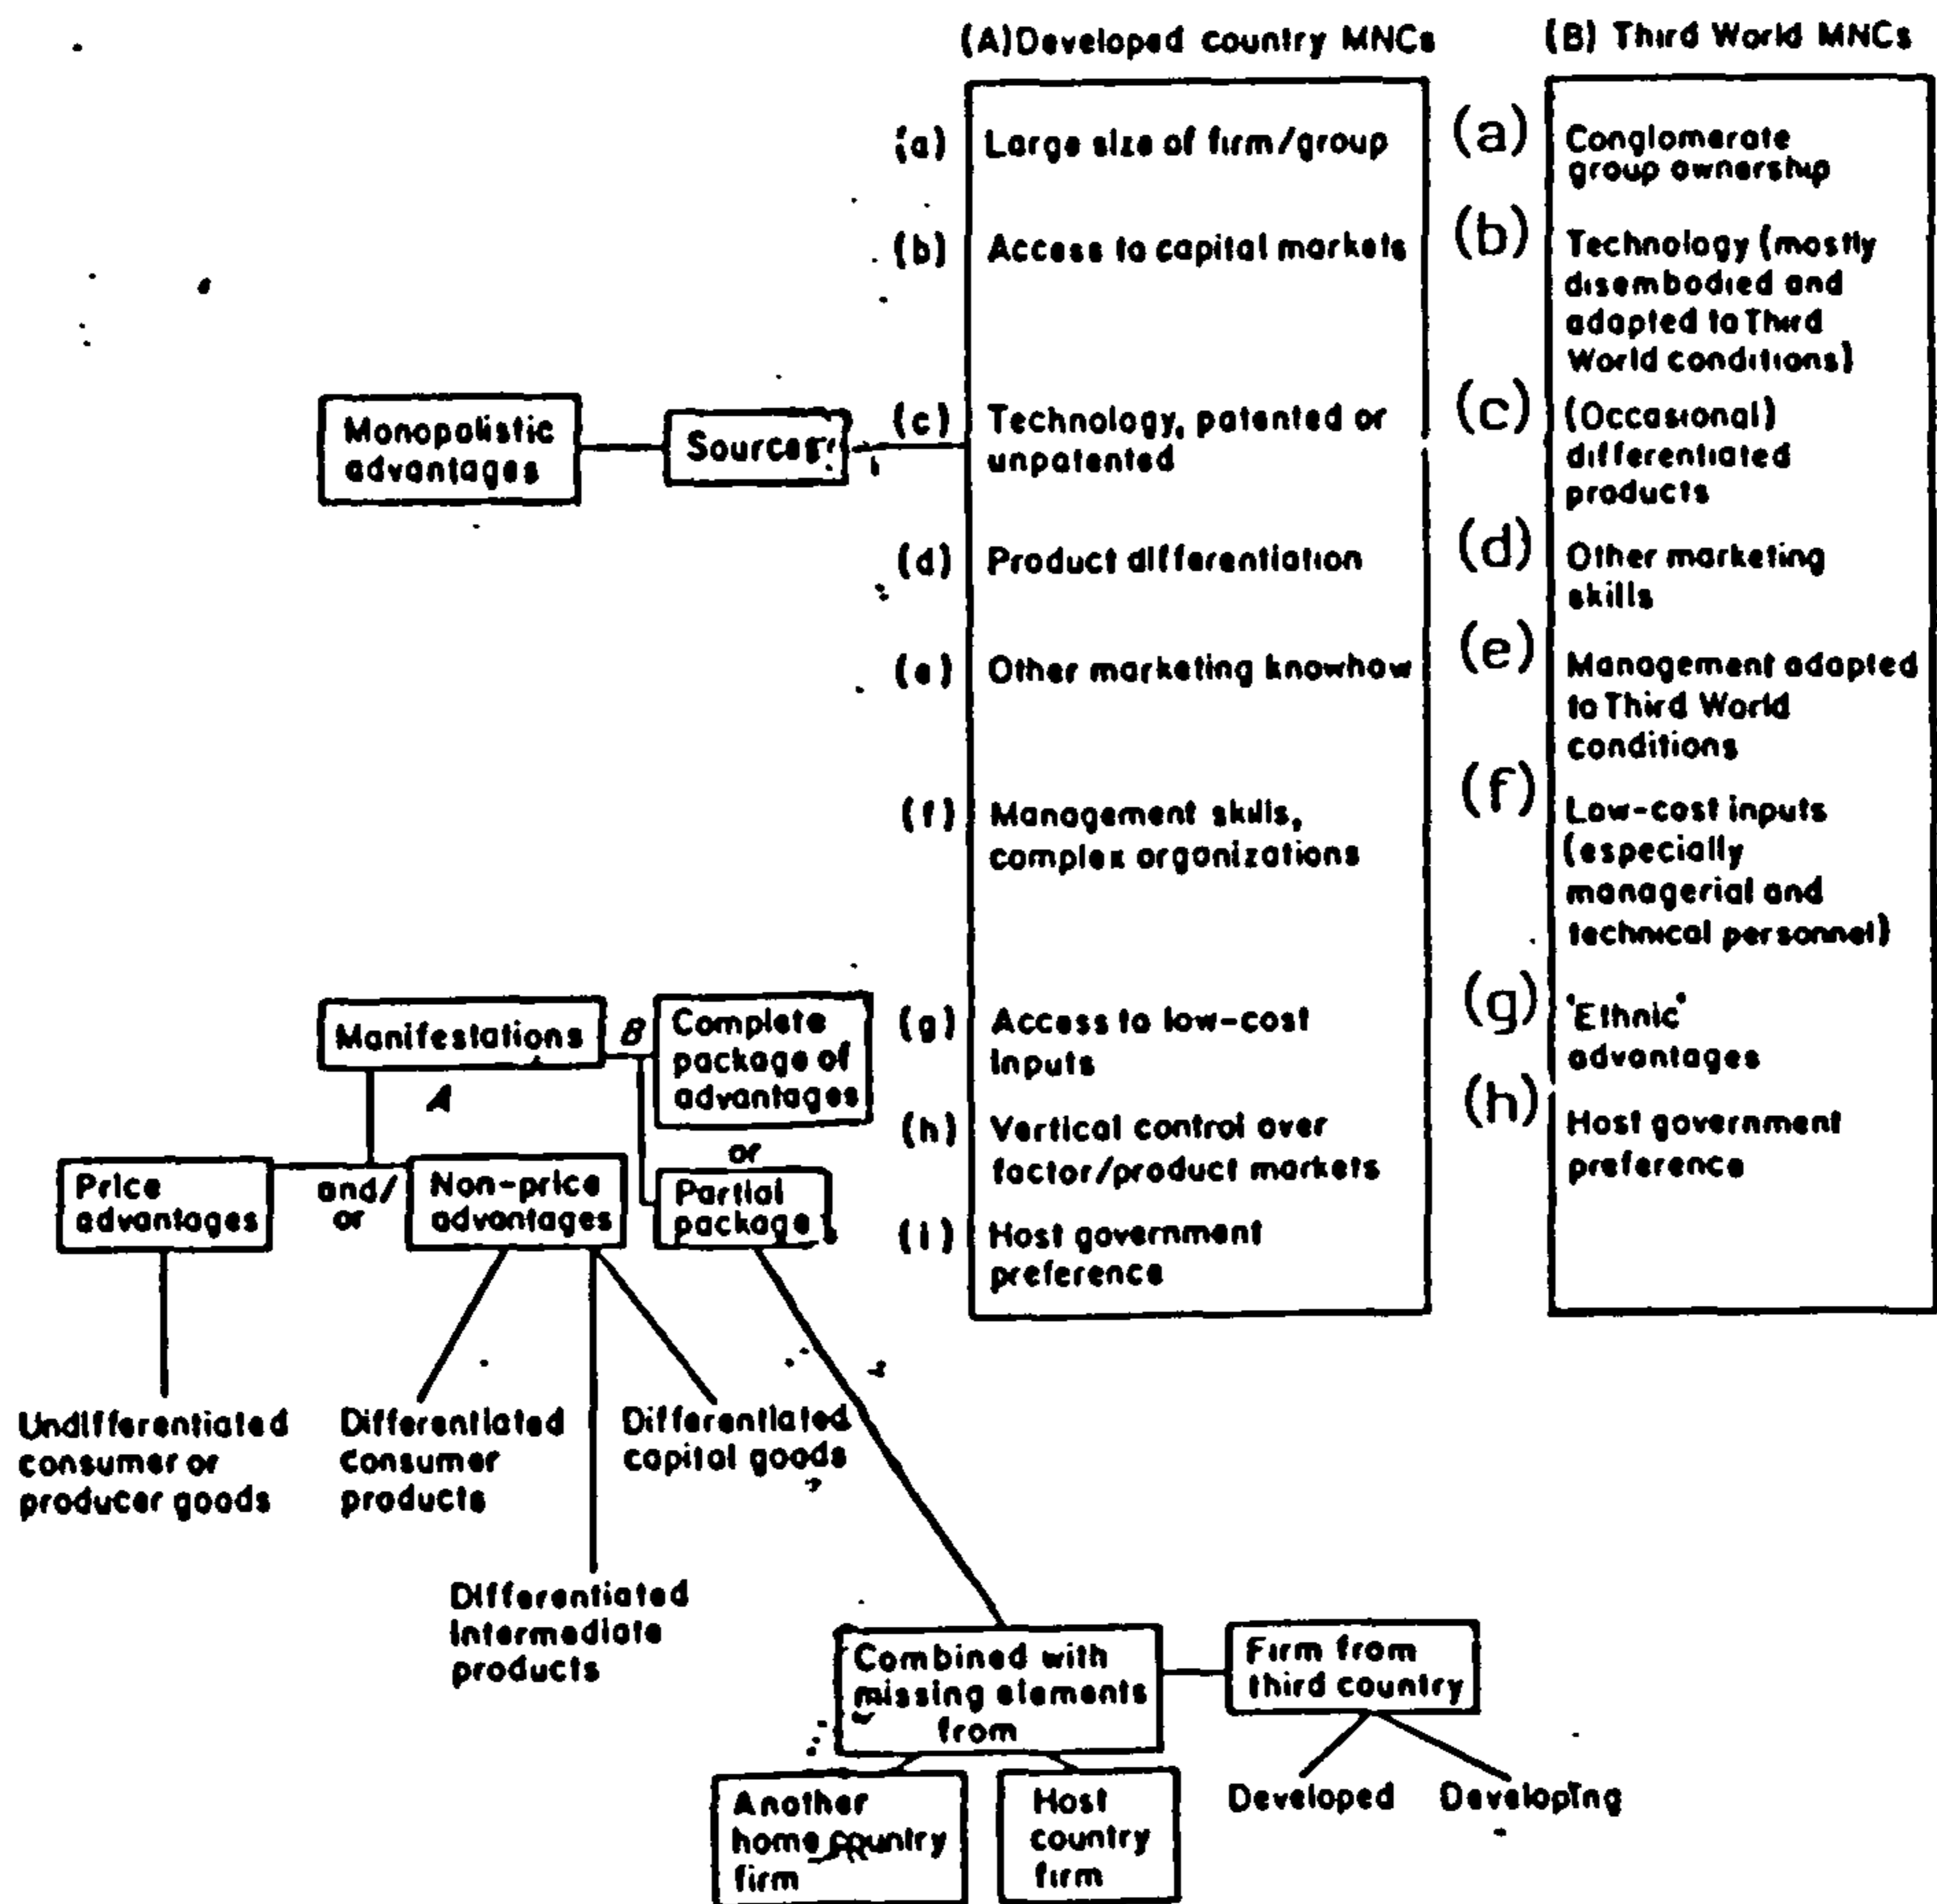 (A) Developed country MNCs
(a) Large size of firm/group
(b) Access to capital markets
(c) Technology, patented or
unpatented
(d) Product differentiation
(e) Other marketing knowhow
(f) Management skills,
complex organizations
(g) Access to low-cost
inputs
(h) Vertical control over
factor/product markets
(i) Host government
preference
(B) Third World MNCs
(a) Conglomerate
group ownership
(b) Technology (mostly
disembodied and
adapted to Third
World conditions)
(c) (Occasional)
differentiated
products
(d) Other marketing
skills
(e) Management adapted
to Third World
conditions
(f) Low-cost inputs
(especially
managerial and
technical personnel)
(g) 'Ethnic'
advantages
(h) Host government
preference
Monopolistic
advantages
Sources
Manifestations
B
A
Complete
package of
advantages
or
Partial
package
Price
advantages
and/
or
Non-price
advantages
Undifferentiated
consumer or
producer goods
Differentiated
consumer
products
Differentiated
capital goods
Differentiated
intermediate
products
Combined with
missing elements
from
Firm from
third country
Another
home country
firm
Host
country
firm
Developed
Developing